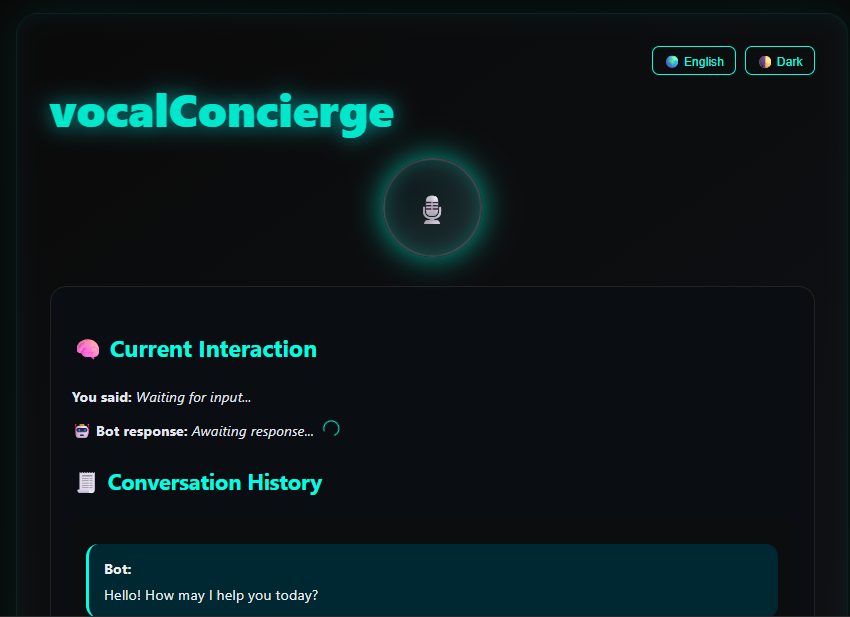 English
Dark
vocalConcierge
Current Interaction
You said: Waiting for input...
Bot response: Awaiting response...
Conversation History
Bot:
Hello! How may I help you today?